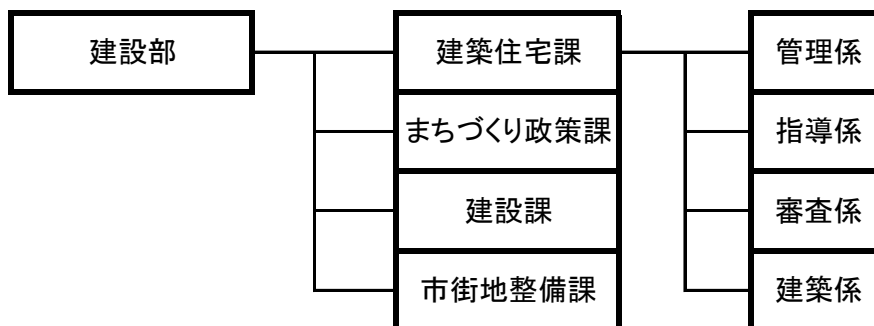 建設部
建築住宅課
まちづくり政策課
建設課
市街地整備課
管理係
指導係
審査係
建築係